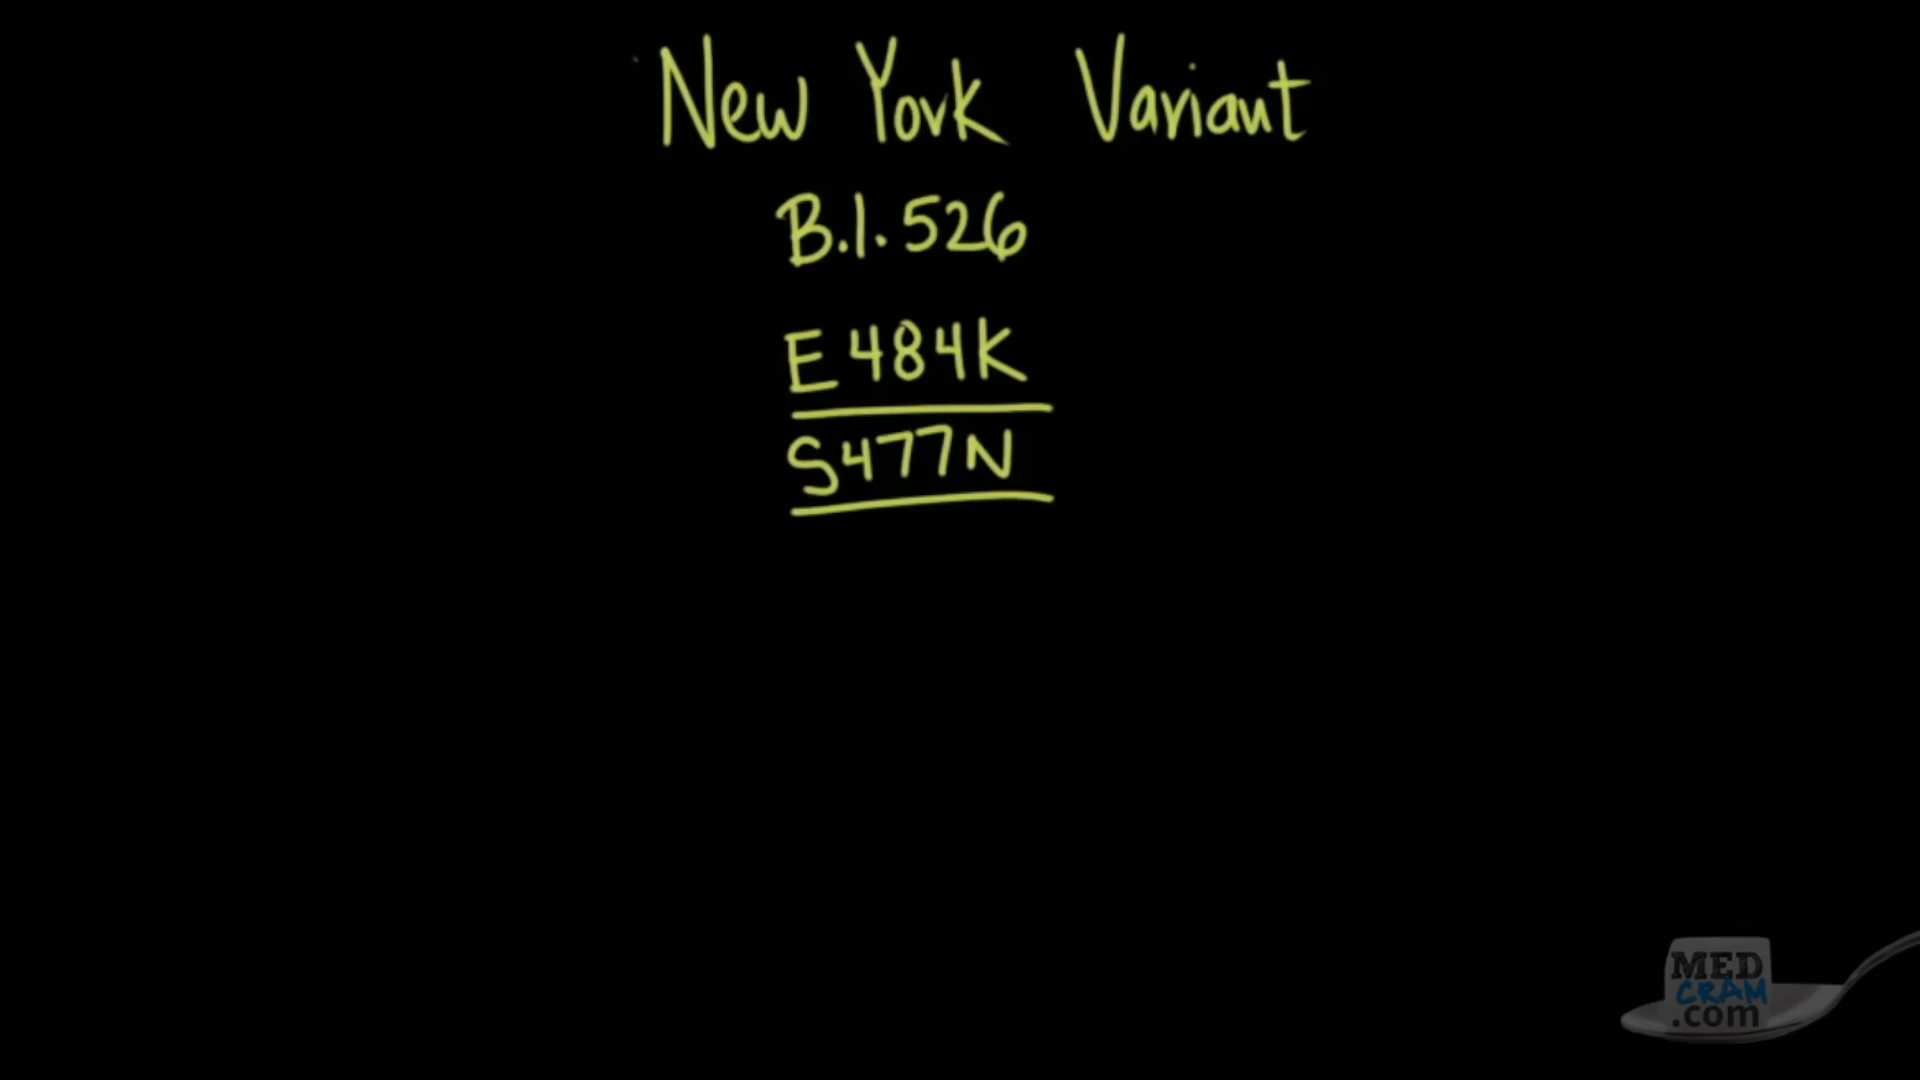 New York Variant
B.1.526
E484K
S477N
MED
CRAM
.com